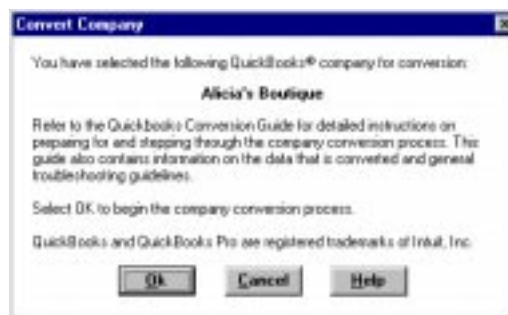 Convert Company
You have selected the following QuickBooks® company for conversion:
Alicia's Boutique
Refer to the Quickbooks Conversion Guide for detailed instructions on
preparing for and stepping through the company conversion process. This
guide also contains information on the data that is converted and general
troubleshooting guidelines.
Select OK to begin the company conversion process.
QuickBooks and QuickBooks Pro are registered trademarks of Intuit, Inc.
Ok Cancel Help